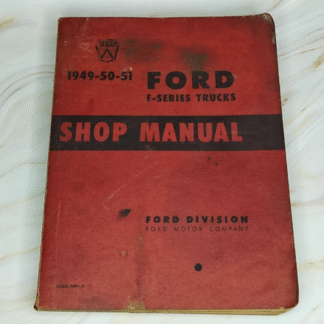 1949-50-51 FORD
F-SERIES TRUCKS
SHOP MANUAL
FORD DIVISION
FORD MOTOR COMPANY